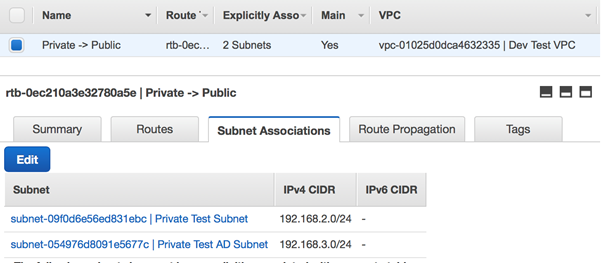 Name Route T Explicitly Asso Main VPC
Private -> Public rtb-0ec... 2 Subnets Yes vpc-01025d0dca4632335 | Dev Test VPC
rtb-0ec210a3e32780a5e | Private -> Public
Summary Routes Subnet Associations Route Propagation Tags
Edit
Subnet IPv4 CIDR IPv6 CIDR
subnet-09f0d6e56ed831ebc | Private Test Subnet 192.168.2.0/24 -
subnet-054976d8091e5677c | Private Test AD Subnet 192.168.3.0/24 -